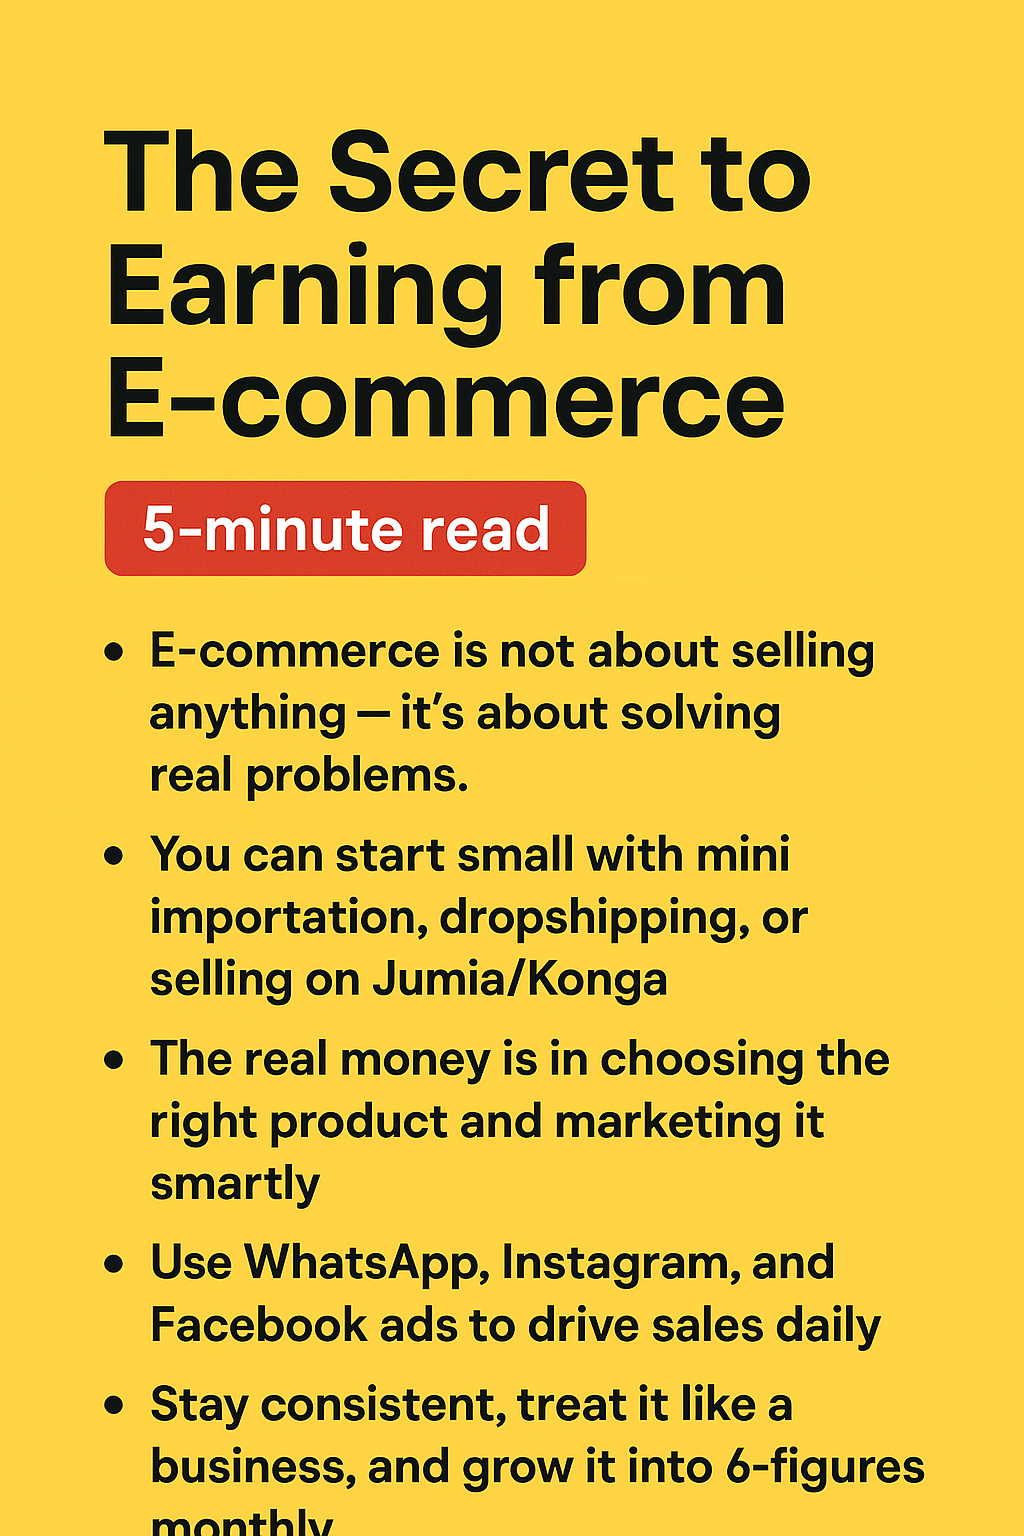 The Secret to
Earning from
E-commerce
5-minute read
• E-commerce is not about selling
anything — it’s about solving
real problems.
• You can start small with mini
importation, dropshipping, or
selling on Jumia/Konga
• The real money is in choosing the
right product and marketing it
smartly
• Use WhatsApp, Instagram, and
Facebook ads to drive sales daily
• Stay consistent, treat it like a
business, and grow it into 6-figures
monthly